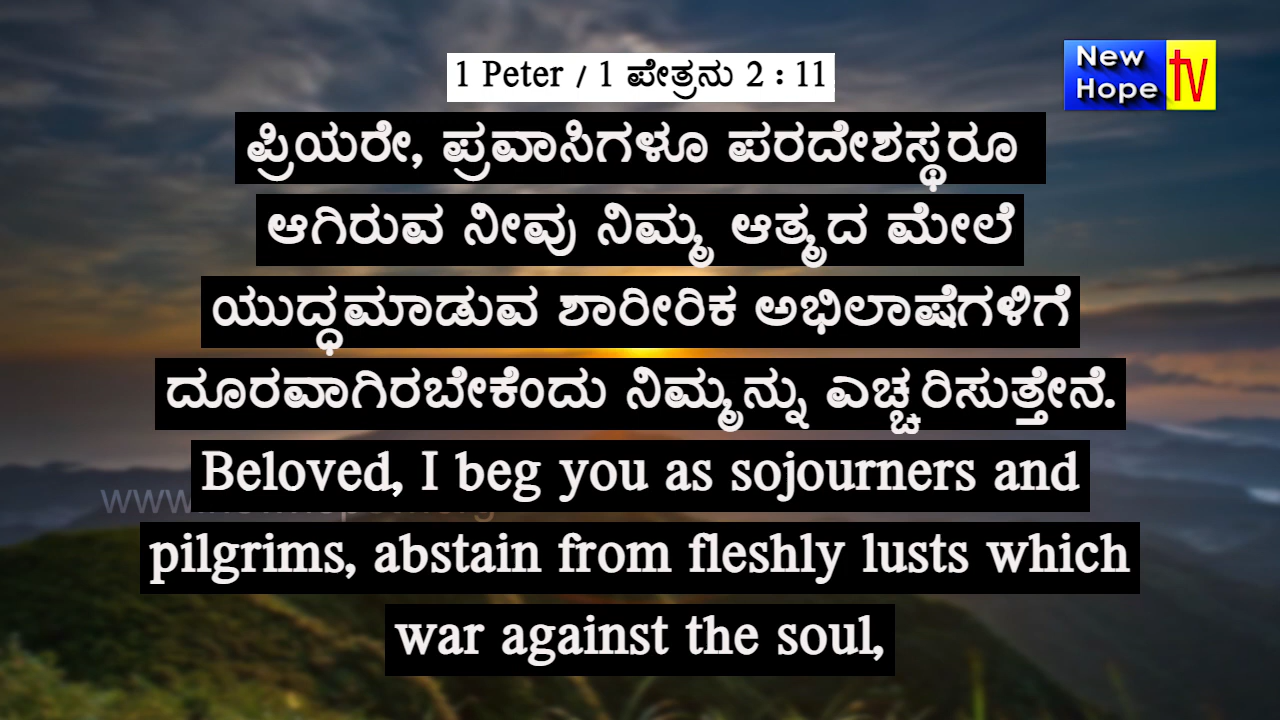 New
Hope
tv
1 Peter / 1 ಪೇತ್ರನು 2 : 11
ಪ್ರಿಯರೇ, ಪ್ರವಾಸಿಗಳೂ ಪರದೇಶಸ್ಥರೂ
ಆಗಿರುವ ನೀವು ನಿಮ್ಮ ಆತ್ಮದ ಮೇಲೆ
ಯುದ್ಧಮಾಡುವ ಶಾರೀರಿಕ ಅಭಿಲಾಷೆಗಳಿಗೆ
ದೂರವಾಗಿರಬೇಕೆಂದು ನಿಮ್ಮನ್ನು ಎಚ್ಚರಿಸುತ್ತೇನೆ.
Beloved, I beg you as sojourners and
pilgrims, abstain from fleshly lusts which
war against the soul,